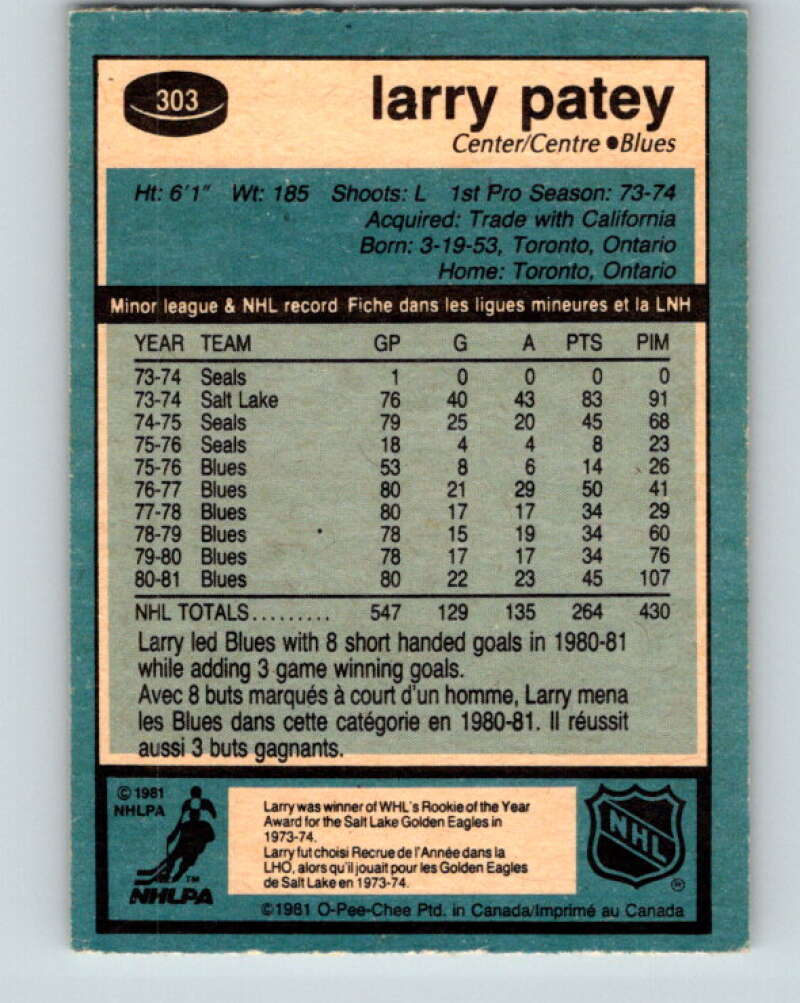 303
larry patey
Center/Centre ●Blues
Ht: 6'1" Wt: 185 Shoots: L 1st Pro Season: 73-74
Acquired: Trade with California
Born: 3-19-53, Toronto, Ontario
Home: Toronto, Ontario
Minor league & NHL record Fiche dans les ligues mineures et la LNH
YEAR TEAM GP G A PTS PIM
73-74 Seals 1 0 0 0 0
73-74 Salt Lake 76 40 43 83 91
74-75 Seals 79 25 20 45 68
75-76 Seals 18 4 4 8 23
75-76 Blues 53 8 6 14 26
76-77 Blues 80 21 29 50 41
77-78 Blues 80 17 17 34 29
78-79 Blues 78 15 19 34 60
79-80 Blues 78 17 17 34 76
80-81 Blues 80 22 23 45 107
NHL TOTALS......... 547 129 135 264 430
Larry led Blues with 8 short handed goals in 1980-81
while adding 3 game winning goals.
Avec 8 buts marqués à court d'un homme, Larry mena
les Blues dans cette catégorie en 1980-81. Il réussit
aussi 3 buts gagnants.
© 1981
NHLPA
TM
NHLPA
Larry was winner of WHL's Rookie of the Year
Award for the Salt Lake Golden Eagles in
1973-74.
Larry fut choisi Recrue de l'Année dans la
LHO, alors qu'il jouait pour les Golden Eagles
de Salt Lake en 1973-74.
NHL
®
©1981 O-Pee-Chee Ptd. in Canada/Imprimé au Canada